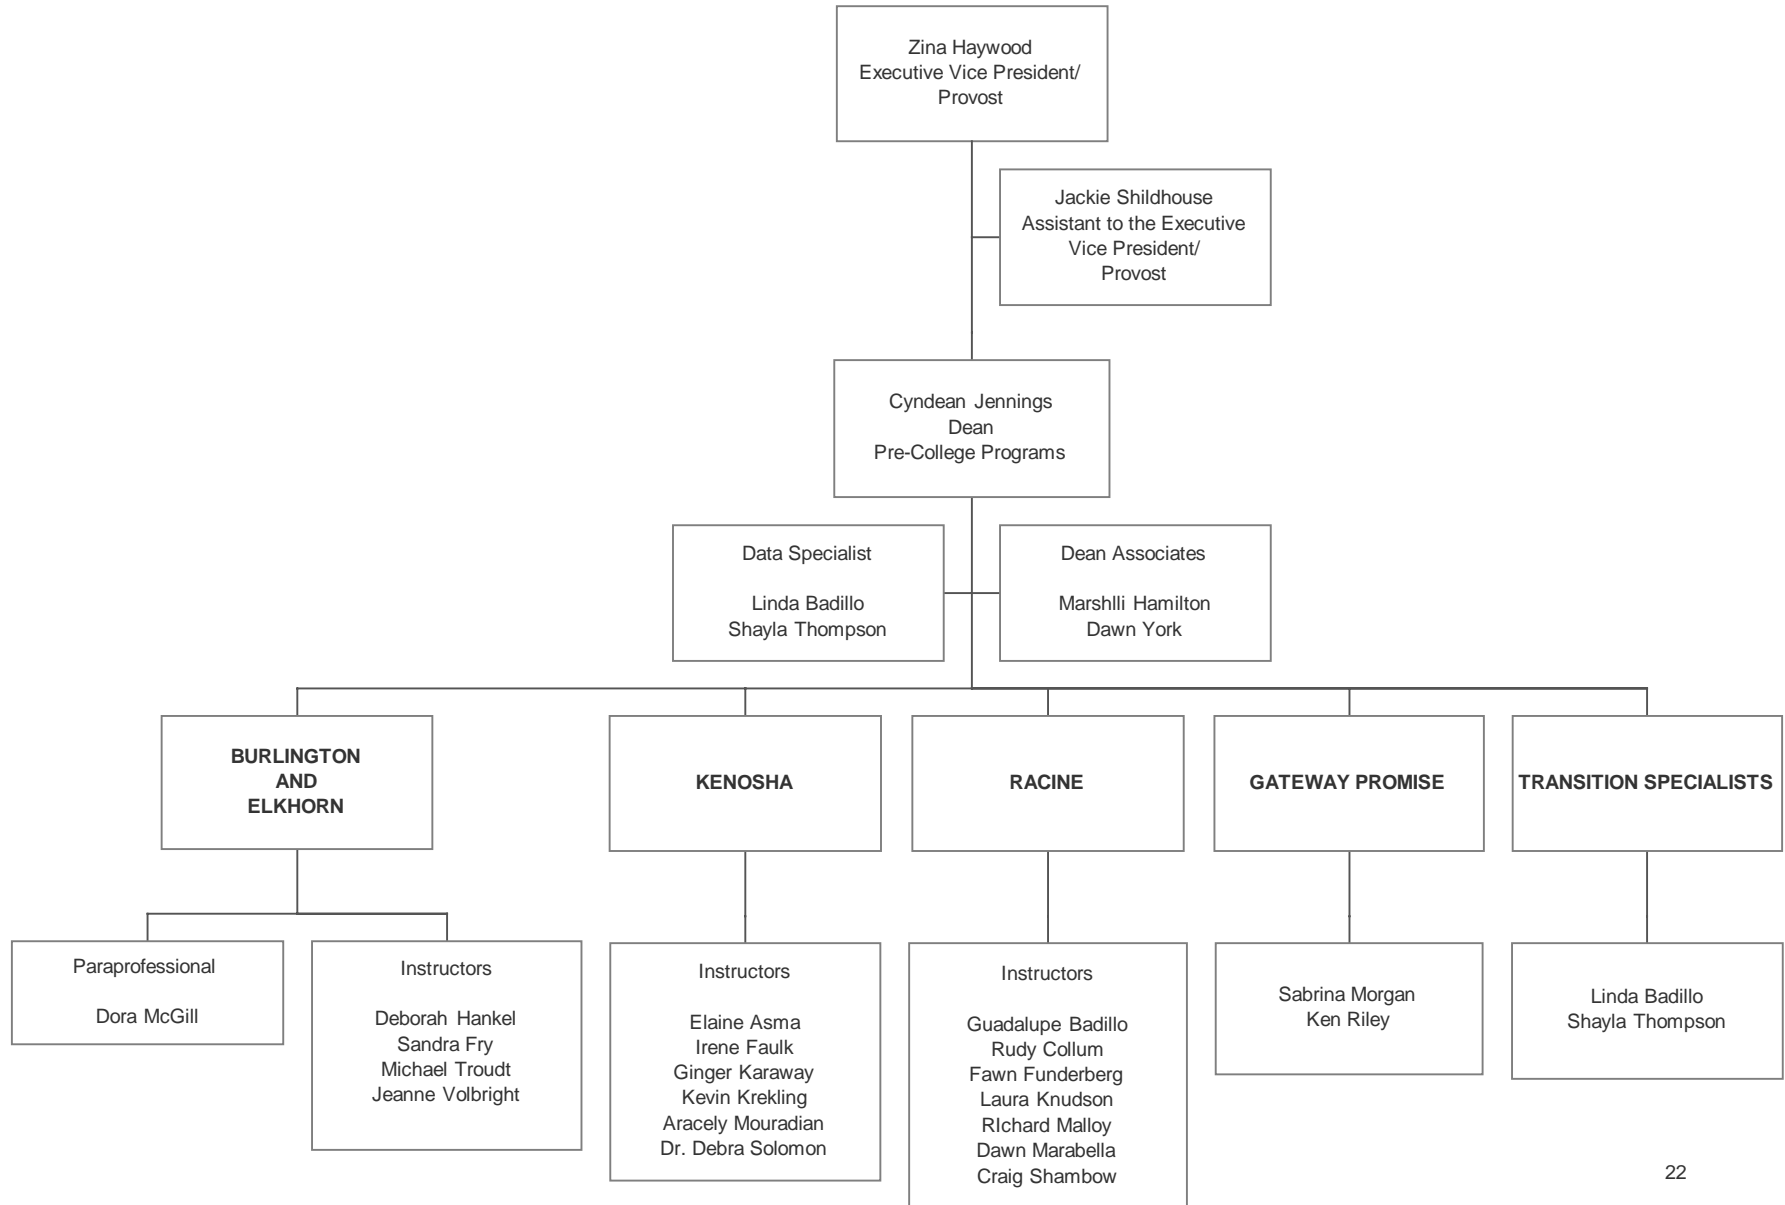 Zina Haywood
Executive Vice President/
Provost
Jackie Shildhouse
Assistant to the Executive
Vice President/
Provost
Cyndean Jennings
Dean
Pre-College Programs
Data Specialist
Linda Badillo
Shayla Thompson
Dean Associates
Marshlli Hamilton
Dawn York
BURLINGTON
AND
ELKHORN
KENOSHA
RACINE
GATEWAY PROMISE
TRANSITION SPECIALISTS
Paraprofessional
Dora McGill
Instructors
Deborah Hankel
Sandra Fry
Michael Troudt
Jeanne Volbright
Instructors
Elaine Asma
Irene Faulk
Ginger Karaway
Kevin Krekling
Aracely Mouradian
Dr. Debra Solomon
Instructors
Guadalupe Badillo
Rudy Collum
Fawn Funderberg
Laura Knudson
RIchard Malloy
Dawn Marabella
Craig Shambow
Sabrina Morgan
Ken Riley
Linda Badillo
Shayla Thompson
22